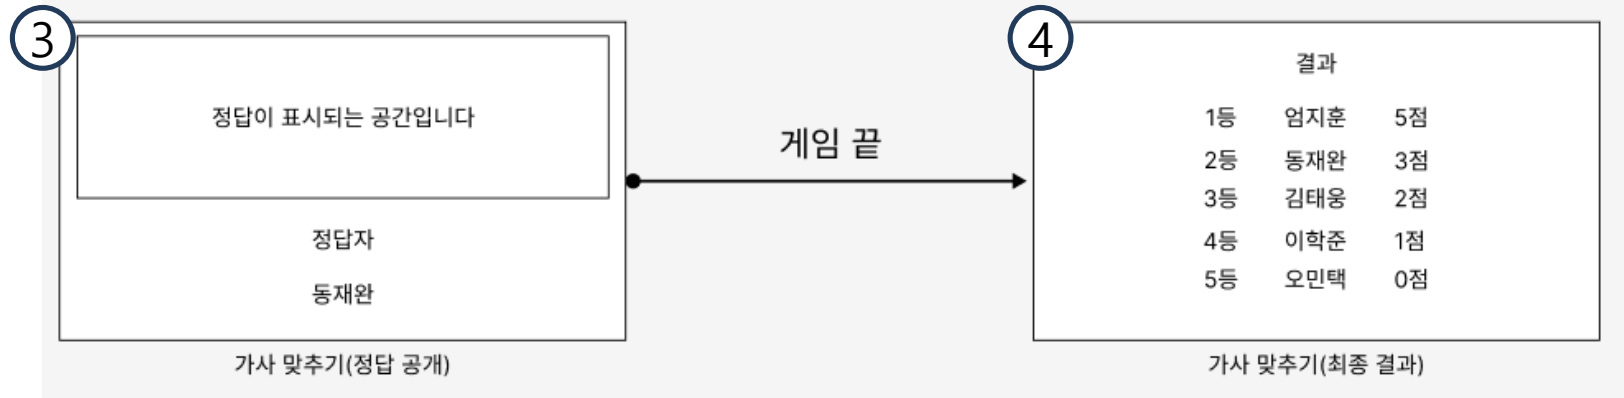 3
정답이 표시되는 공간입니다
정답자
동재완
가사 맞추기(정답 공개)
게임 끝
4
결과
1등 엄지훈 5점
2등 동재완 3점
3등 김태웅 2점
4등 이학준 1점
5등 오민택 0점
가사 맞추기(최종 결과)